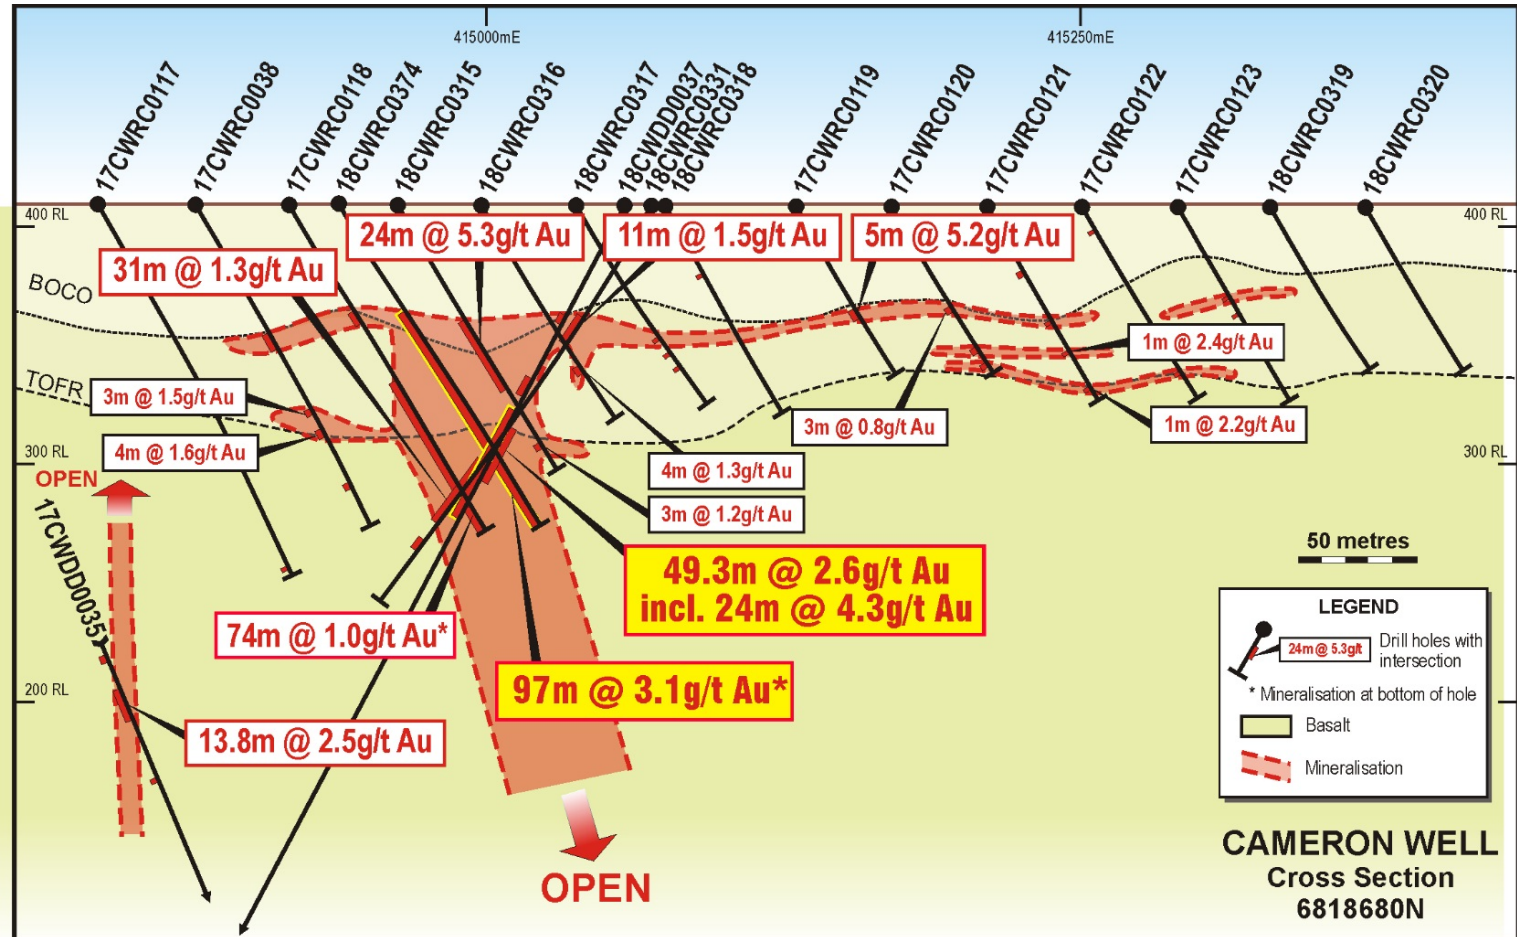 415000mE
415250mE
17CWRC0117
17CWRC0038
17CWRC0118
18CWRC0374
18CWRC0315
18CWRC0316
18CWRC0317
18CWDD0037
18CWRC0331
18CWRC0318
17CWRC0119
17CWRC0120
17CWRC0121
17CWRC0122
17CWRC0123
18CWRC0319
18CWRC0320
400 RL
400 RL
24m @ 5.3g/t Au
11m @ 1.5g/t Au
5m @ 5.2g/t Au
31m @ 1.3g/t Au
BOCO
1m @ 2.4g/t Au
TOFR
3m @ 1.5g/t Au
3m @ 0.8g/t Au
1m @ 2.2g/t Au
4m @ 1.6g/t Au
300 RL
300 RL
4m @ 1.3g/t Au
OPEN
3m @ 1.2g/t Au
17CWDD0035
50 metres
49.3m @ 2.6g/t Au
incl. 24m @ 4.3g/t Au
74m @ 1.0g/t Au*
97m @ 3.1g/t Au*
200 RL
13.8m @ 2.5g/t Au
OPEN
LEGEND
24m @ 5.3g/t
Drill holes with
intersection
* Mineralisation at bottom of hole
Basalt
Mineralisation
CAMERON WELL
Cross Section
6818680N